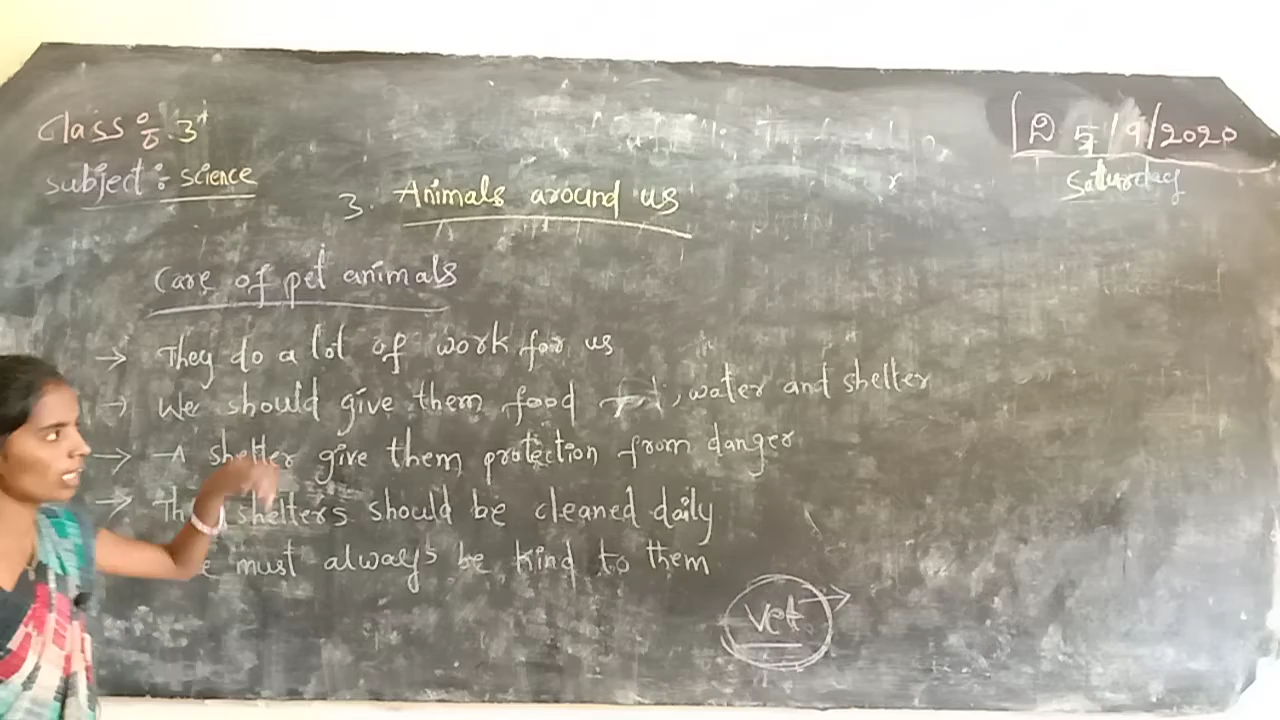 Class : 3rd
ದಿ 5/9/2020
Subject : science
Saturday
3. Animals around us
Care of pet animals
→ They do a lot of work for us
→ We should give them food , water and shelter
→ A shelter give them protection from danger
→ shelters should be cleaned daily
must always be kind to them
Vet →